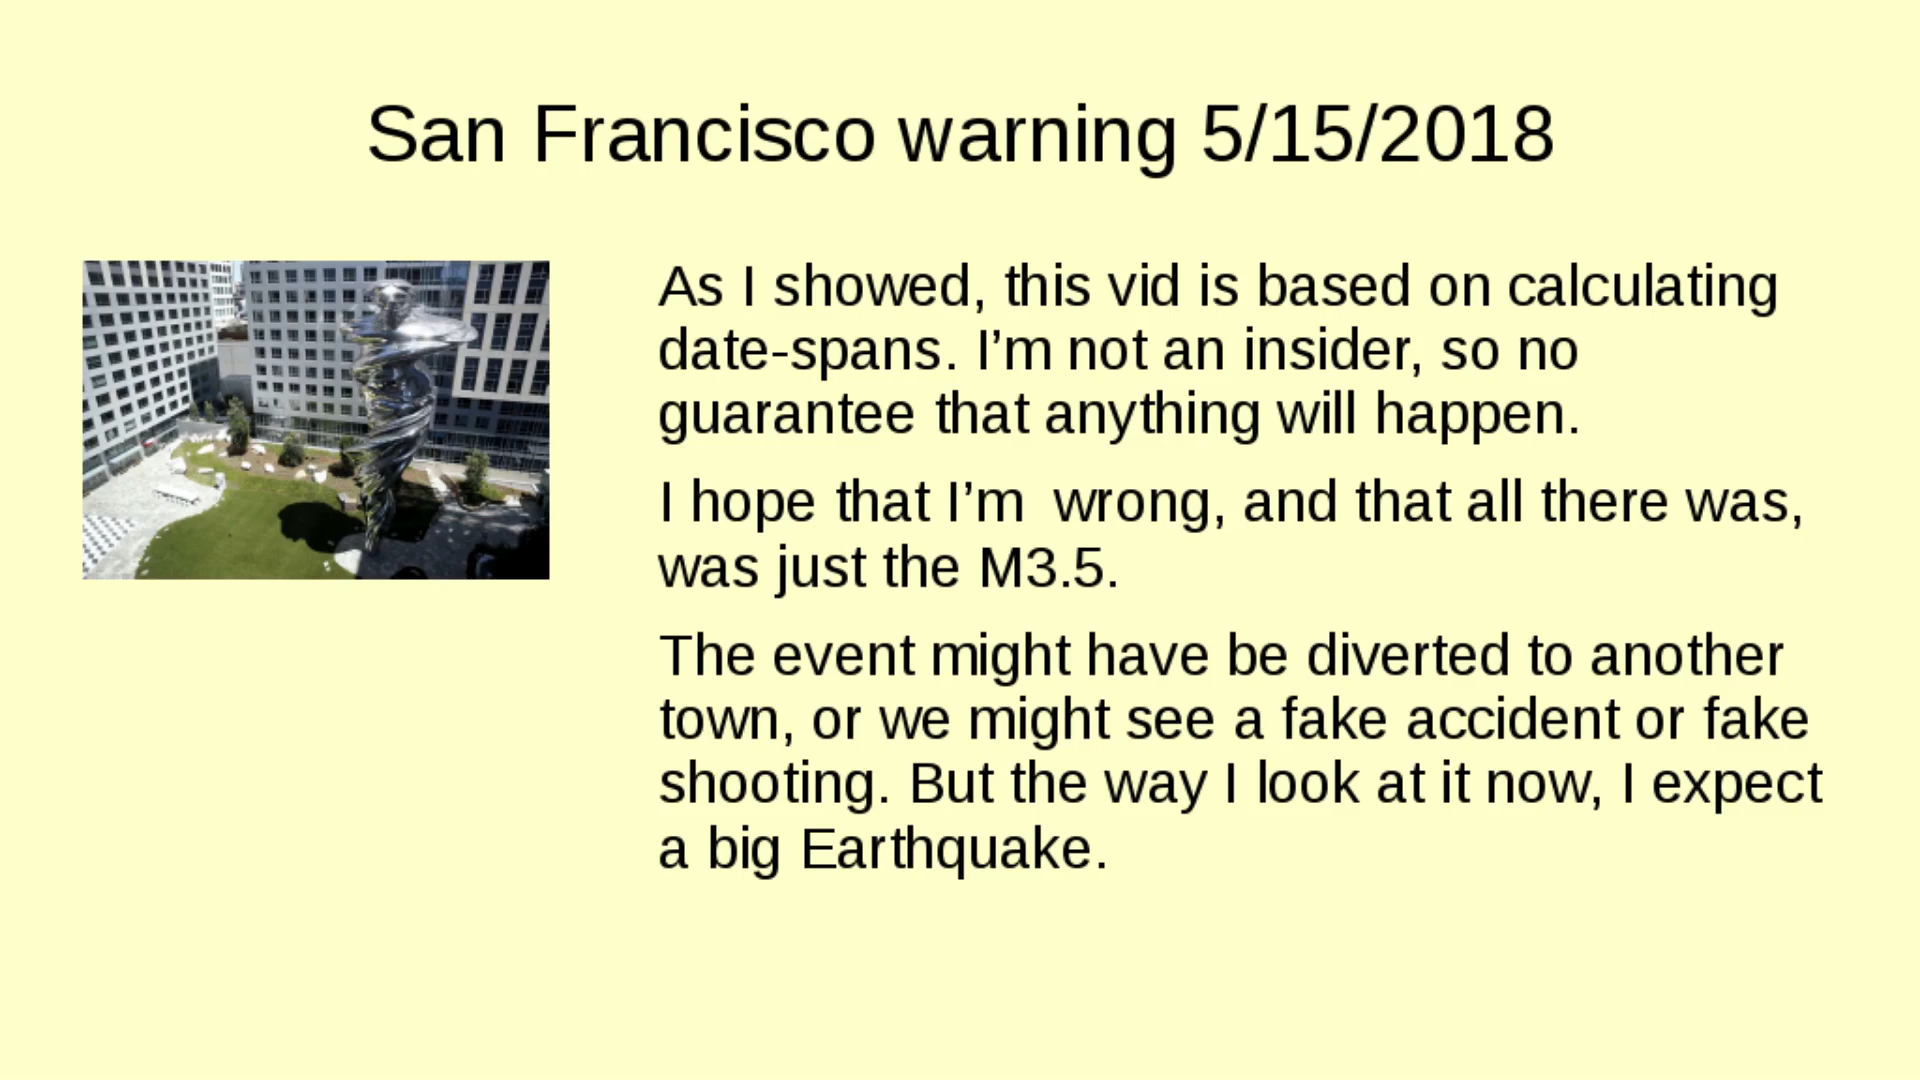 San Francisco warning 5/15/2018
As I showed, this vid is based on calculating
date-spans. I’m not an insider, so no
guarantee that anything will happen.
I hope that I’m  wrong, and that all there was,
was just the M3.5.
The event might have be diverted to another
town, or we might see a fake accident or fake
shooting. But the way I look at it now, I expect
a big Earthquake.